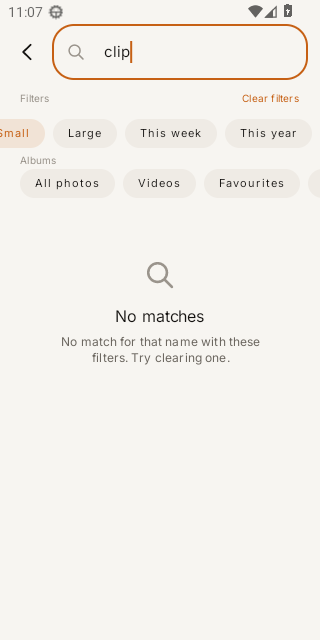 11:07
clip
Filters
Clear filters
Small
Large
This week
This year
Albums
All photos
Videos
Favourites
No matches
No match for that name with these
filters. Try clearing one.